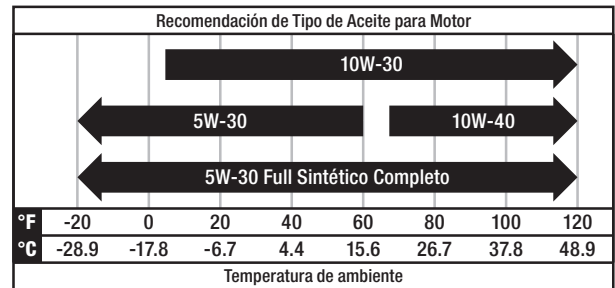 Recomendación de Tipo de Aceite para Motor
10W-30
5W-30 10W-40
5W-30 Full Sintético Completo
°F -20 0 20 40 60 80 100 120
°C -28.9 -17.8 -6.7 4.4 15.6 26.7 37.8 48.9
Temperatura de ambiente